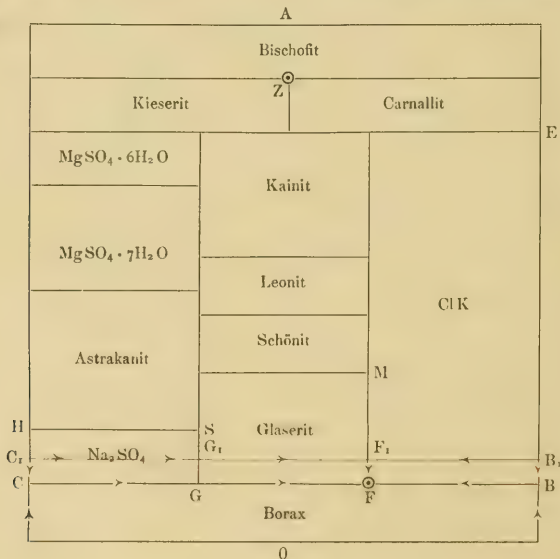 A
Bischofit
Z
Kieserit Carnallit
E
MgSO₄ · 6H₂O
Kainit
MgSO₄ · 7H₂O
Leonit
ClK
Schönit
Astrakanit
M
H S
G₁ Glaserit F₁
C₁ Na₂SO₄ B₁
C G F B
Borax
O